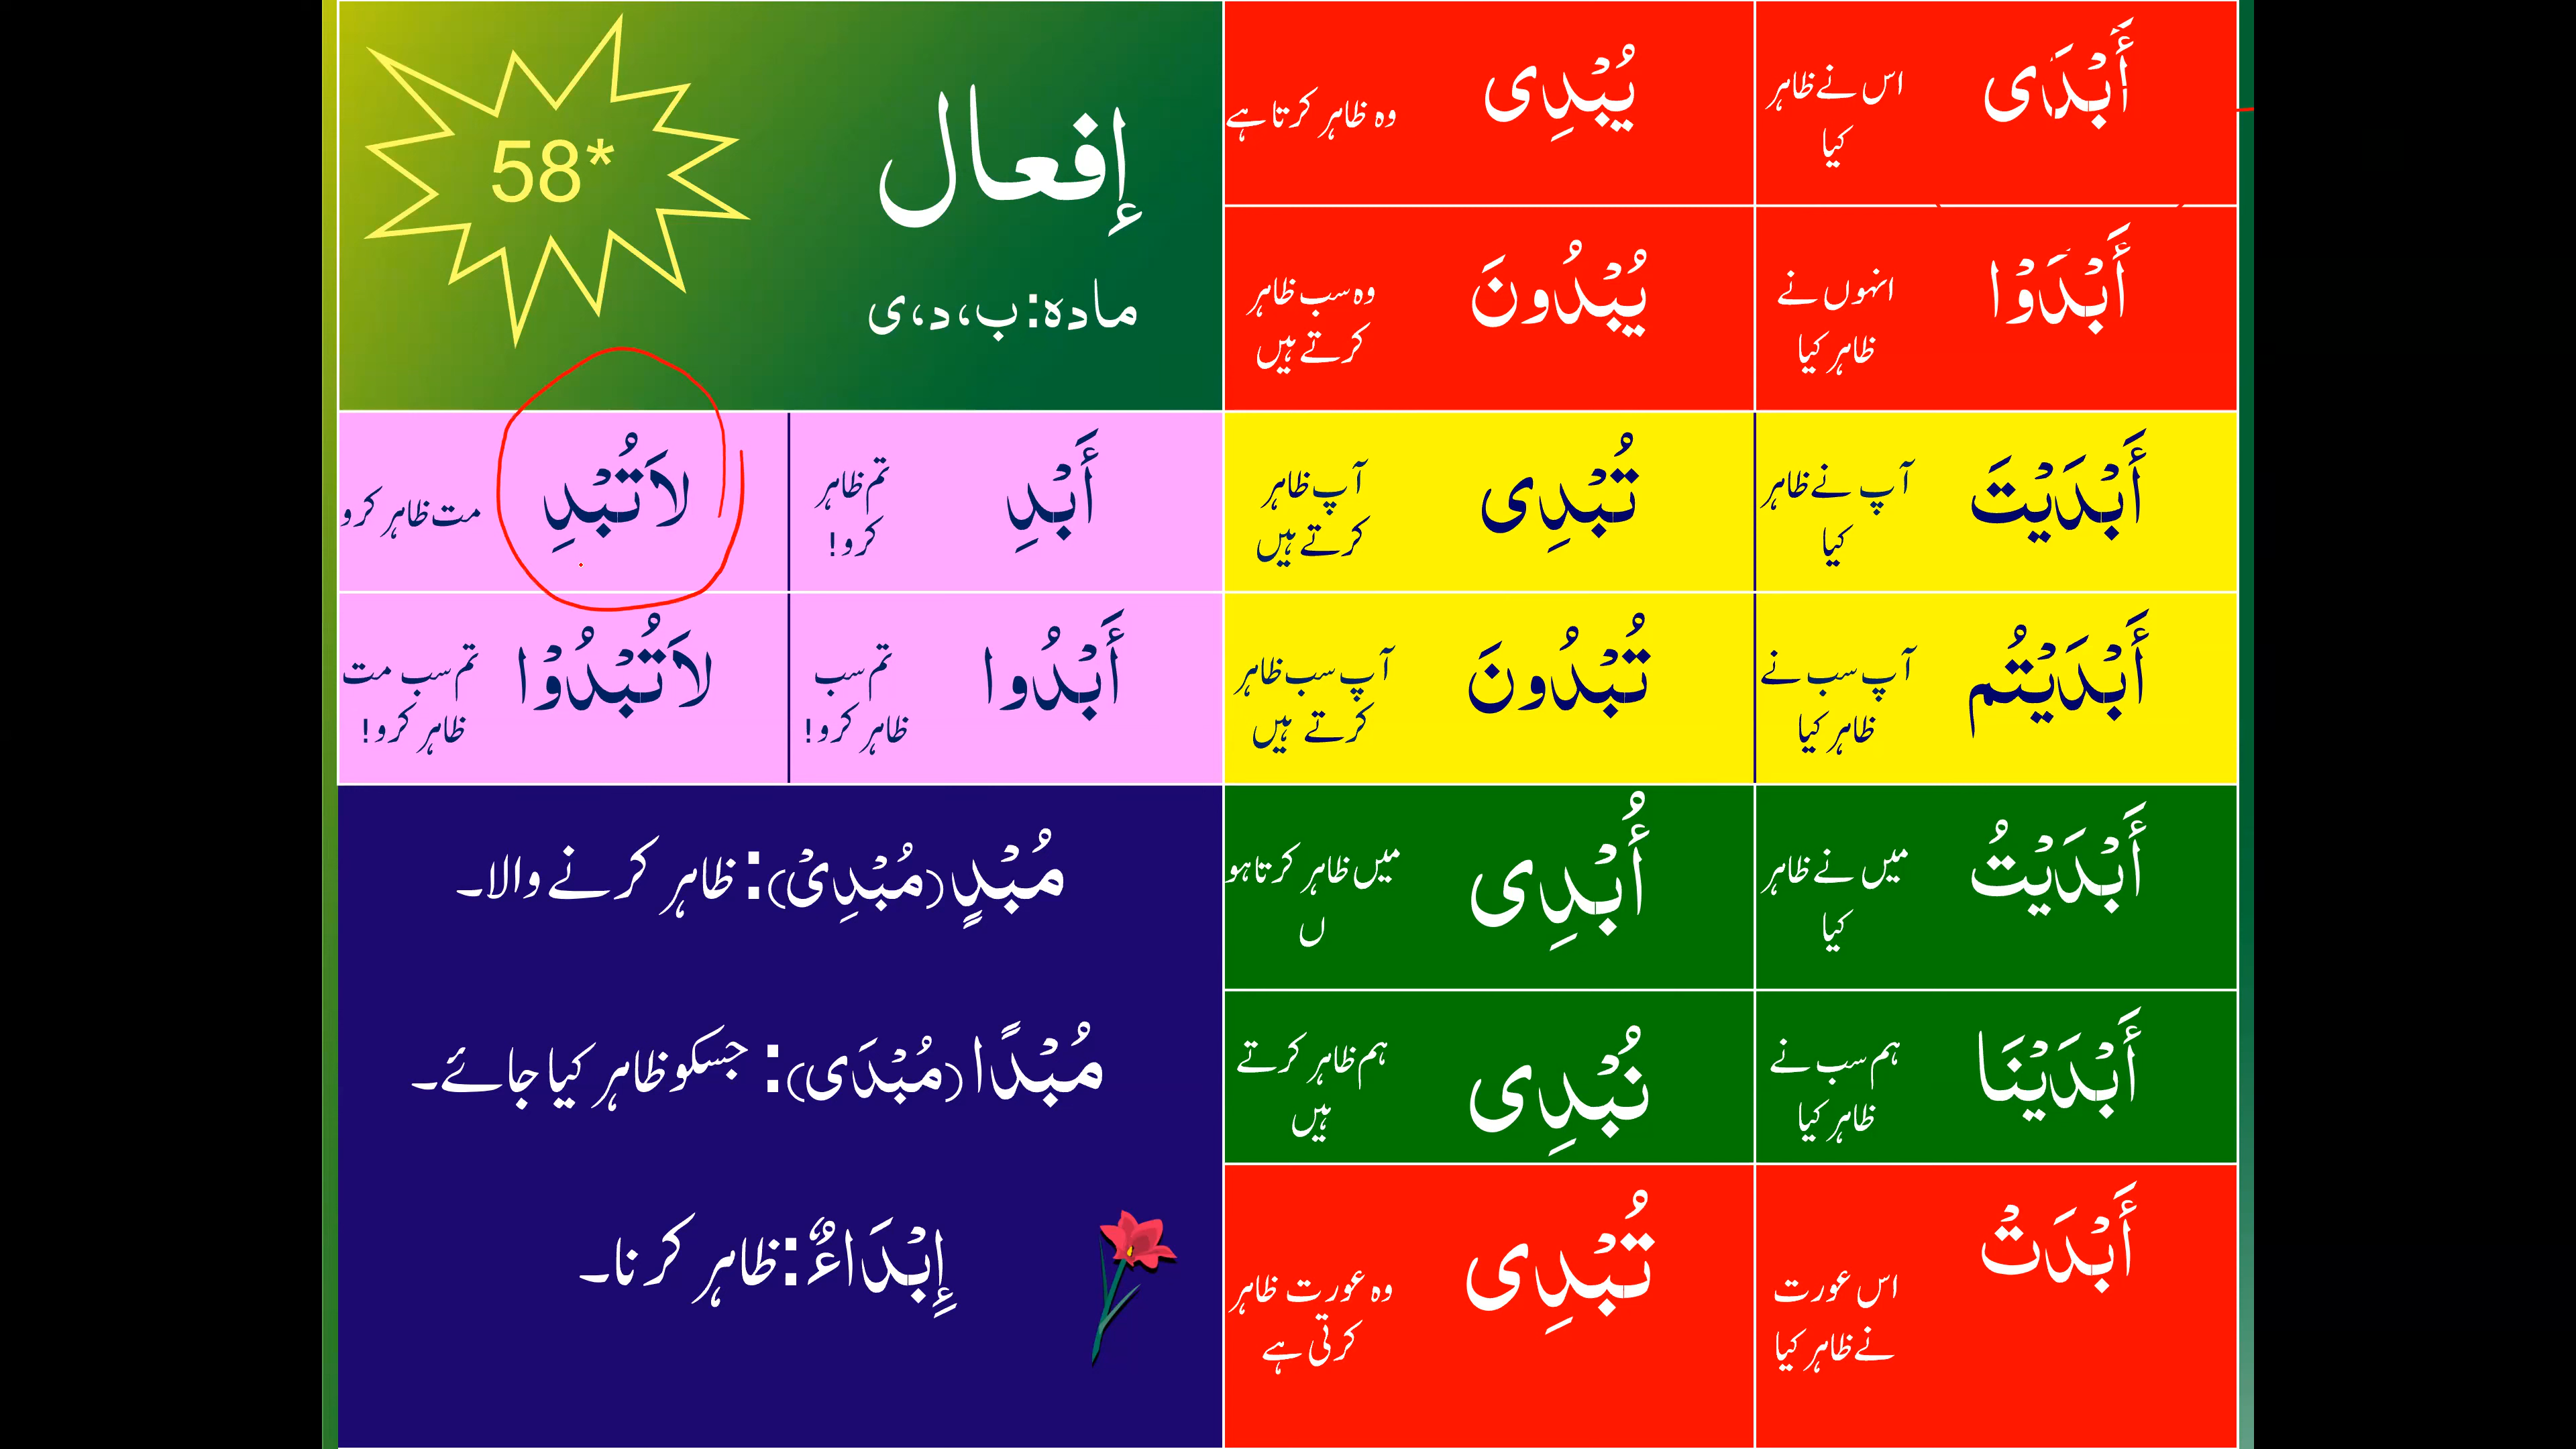 أَبْدَی
اس نے ظاہر
کیا
یُبْدِی
وہ ظاہر کرتا ہے
إفعال
58*
مادہ: ب، د، ی
أَبْدَوْا
انہوں نے
ظاہر کیا
یُبْدُونَ
وہ سب ظاہر
کرتے ہیں
أَبْدَیْتَ
آپ نے ظاہر
کیا
تُبْدِی
آپ ظاہر
کرتے ہیں
أَبْدِ
تم ظاہر
کرو!
لاَتُبْدِ
مت ظاہر کرو
أَبْدَیْتُم
آپ سب نے
ظاہر کیا
تُبْدُونَ
آپ سب ظاہر
کرتے ہیں
أَبْدُوا
تم سب
ظاہر کرو!
لاَتُبْدُوْا
تم سب مت
ظاہر کرو!
أَبْدَیْتُ
میں نے ظاہر
کیا
أُبْدِی
میں ظاہر کرتا ہو
ں
مُبْدٍ (مُبْدِیْ): ظاہر کرنے والا۔
أَبْدَیْنَا
ہم سب نے
ظاہر کیا
نُبْدِی
ہم ظاہر کرتے
ہیں
مُبْدًا (مُبْدَی): جسکو ظاہر کیا جائے۔
أَبْدَتْ
اس عورت
نے ظاہر کیا
تُبْدِی
وہ عورت ظاہر
کرتی ہے
إِبْدَاءٌ: ظاہر کرنا۔